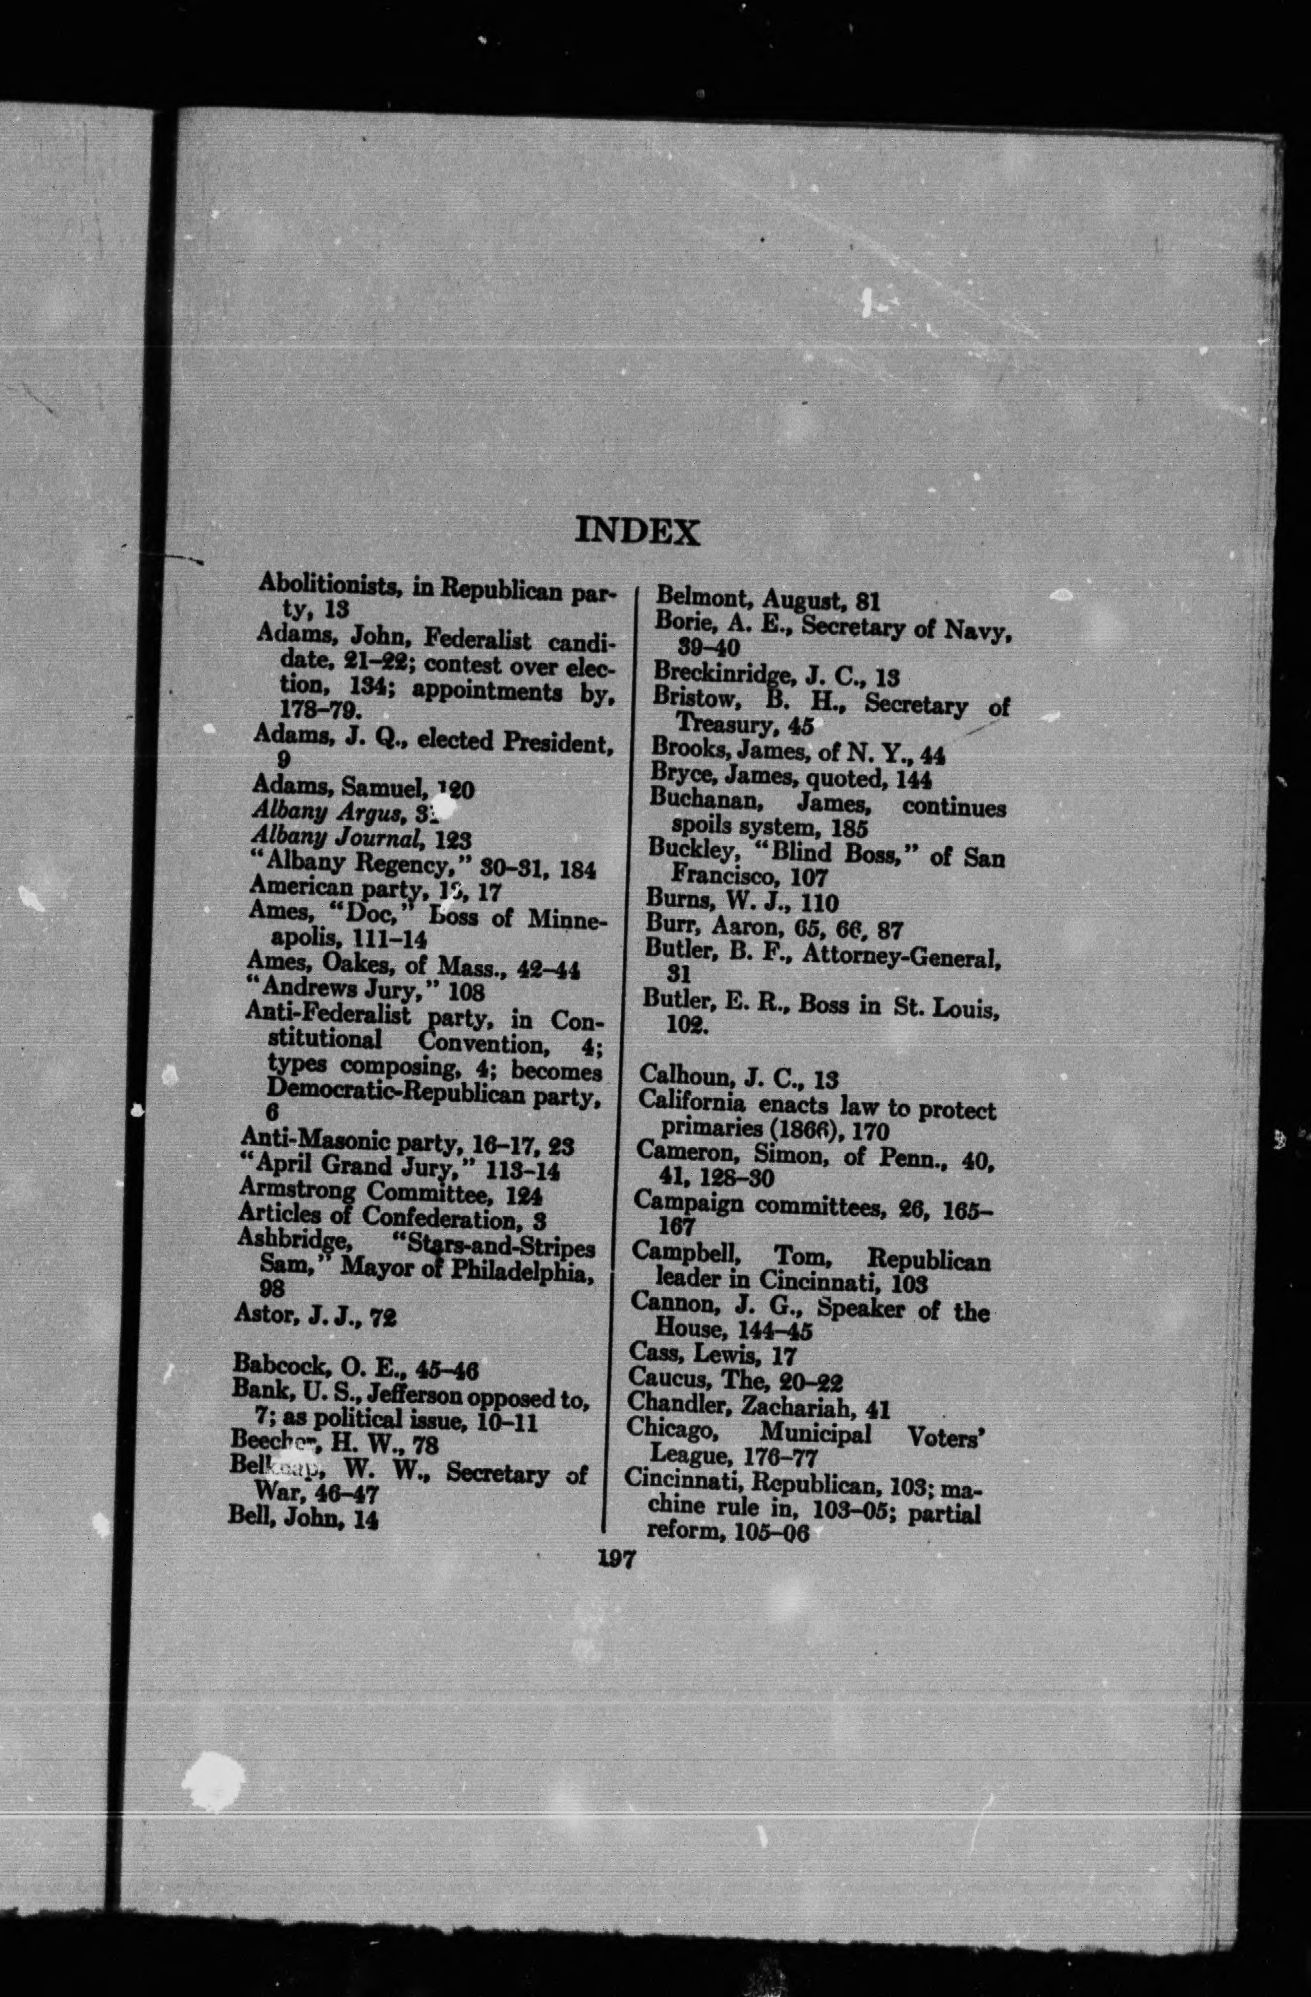 INDEX
Abolitionists, in Republican par-
ty, 13
Adams, John, Federalist candi-
date, 21–22; contest over elec-
tion, 134; appointments by,
178–79.
Adams, J. Q., elected President,
9
Adams, Samuel, 120
Albany Argus,
Albany Journal, 123
"Albany Regency," 30–31, 184
American party, 17
Ames, "Doc," Boss of Minne-
apolis, 111–14
Ames, Oakes, of Mass., 42–44
"Andrews Jury," 108
Anti-Federalist party, in Con-
stitutional Convention, 4;
types composing, 4; becomes
Democratic-Republican party,
6
Anti-Masonic party, 16–17, 23
"April Grand Jury," 113–14
Armstrong Committee, 124
Articles of Confederation, 3
Ashbridge, "Stars-and-Stripes
Sam," Mayor of Philadelphia,
98
Astor, J. J., 72
Babcock, O. E., 45–46
Bank, U. S., Jefferson opposed to,
7; as political issue, 10–11
Beecher, H. W., 78
Belknap, W. W., Secretary of
War, 46–47
Bell, John, 14
Belmont, August, 81
Borie, A. E., Secretary of Navy,
39–40
Breckinridge, J. C., 13
Bristow, B. H., Secretary of
Treasury, 45
Brooks, James, of N. Y., 44
Bryce, James, quoted, 144
Buchanan, James, continues
spoils system, 185
Buckley, "Blind Boss," of San
Francisco, 107
Burns, W. J., 110
Burr, Aaron, 65, 66, 87
Butler, B. F., Attorney-General,
31
Butler, E. R., Boss in St. Louis,
102.
Calhoun, J. C., 13
California enacts law to protect
primaries (1866), 170
Cameron, Simon, of Penn., 40,
41, 128–30
Campaign committees, 26, 165–
167
Campbell, Tom, Republican
leader in Cincinnati, 103
Cannon, J. G., Speaker of the
House, 144–45
Cass, Lewis, 17
Caucus, The, 20–22
Chandler, Zachariah, 41
Chicago, Municipal Voters'
League, 176–77
Cincinnati, Republican, 103; ma-
chine rule in, 103–05; partial
reform, 105–06
197